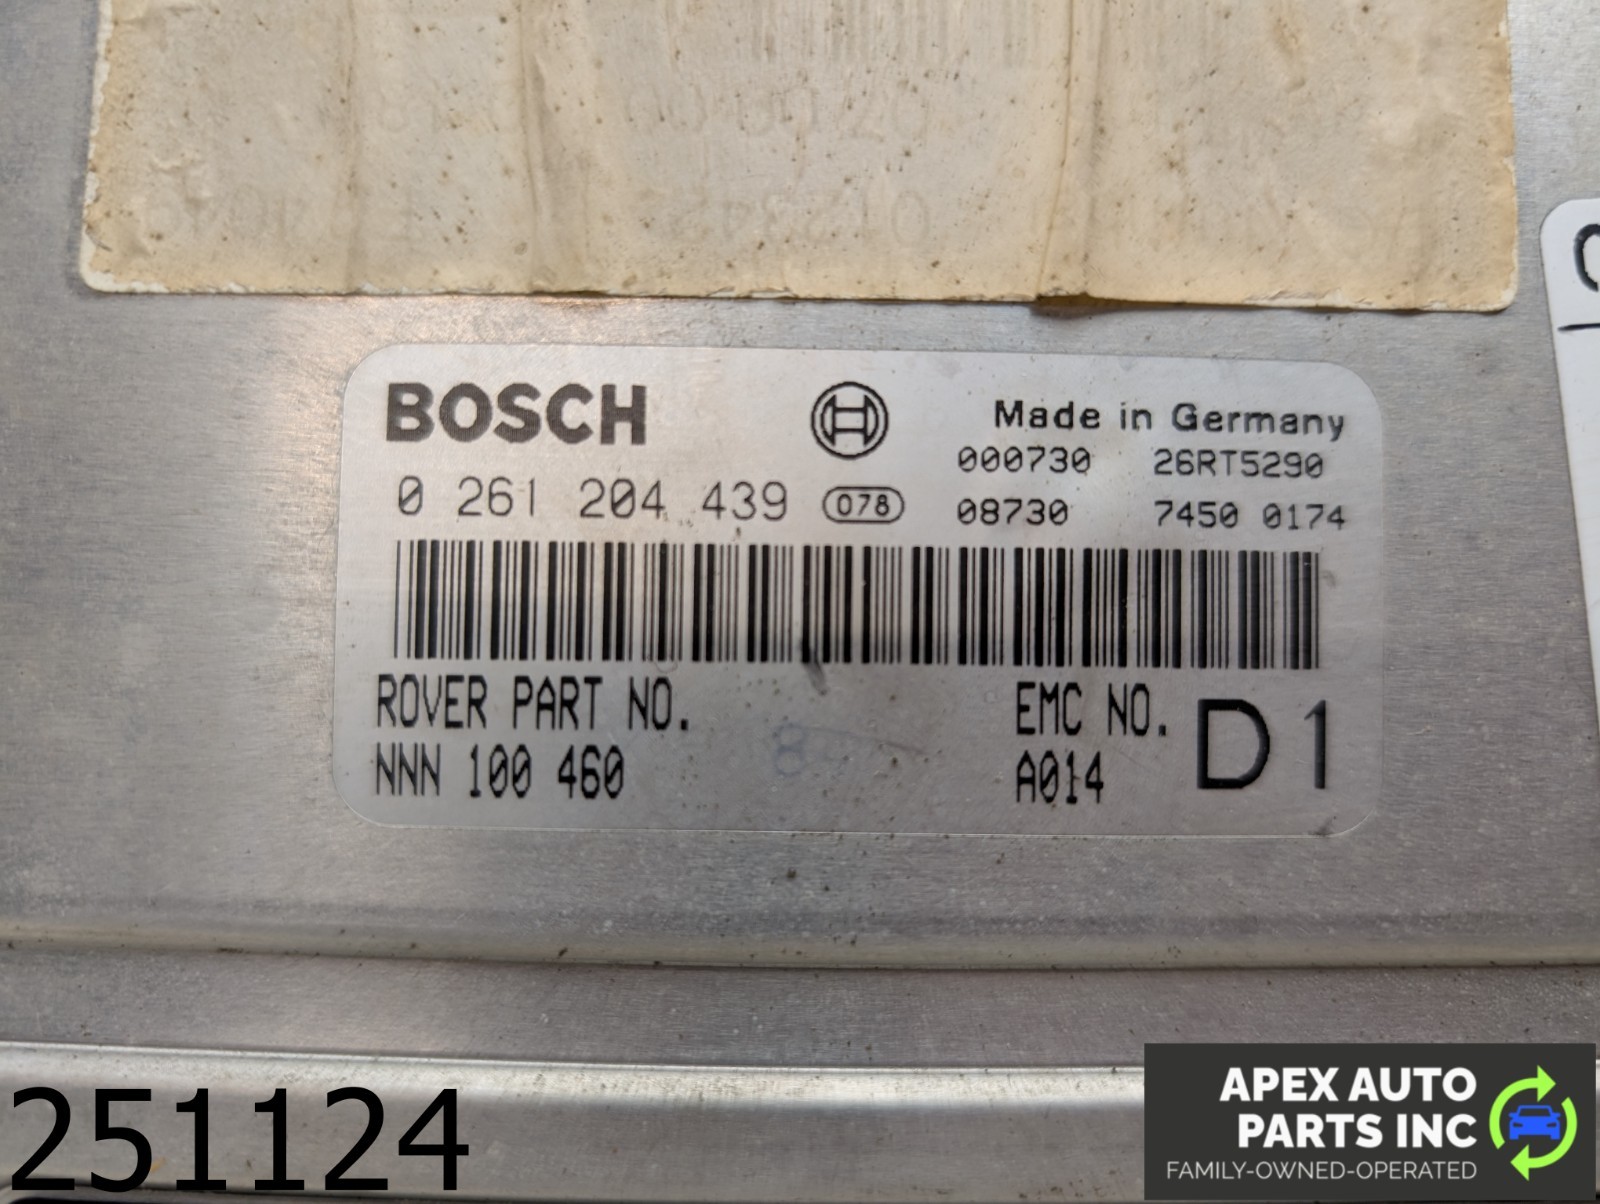 BOSCH
Made in Germany
000730 26RT5290
0 261 204 439 078
08730 7450 0174
ROVER PART NO.
NNN 100 460
EMC NO.
A014
D1
251124
APEX AUTO
PARTS INC
FAMILY-OWNED-OPERATED